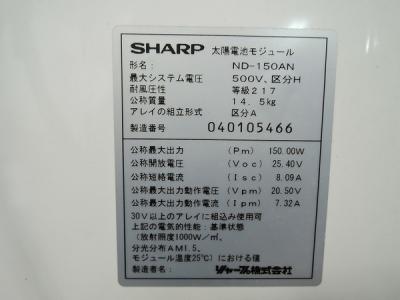 SHARP 太陽電池モジュール
形名: ND-150AN
最大システム電圧 500V、区分H
耐風圧性 等級217
公称質量 14.5kg
アレイの組立形式 区分A
製造番号 040105466
公称最大出力 (Pm) 150.00W
公称開放電圧 (Voc) 25.40V
公称短絡電流 (Isc) 8.09A
公称最大出力動作電圧 (Vpm) 20.50V
公称最大出力動作電流 (Ipm) 7.32A
30V以上のアレイに組込み使用可
上記の電気的性能:基準状態
(放射照度1000W/㎡、
分光分布AM1.5、
モジュール温度25℃)における値
シャープ株式会社